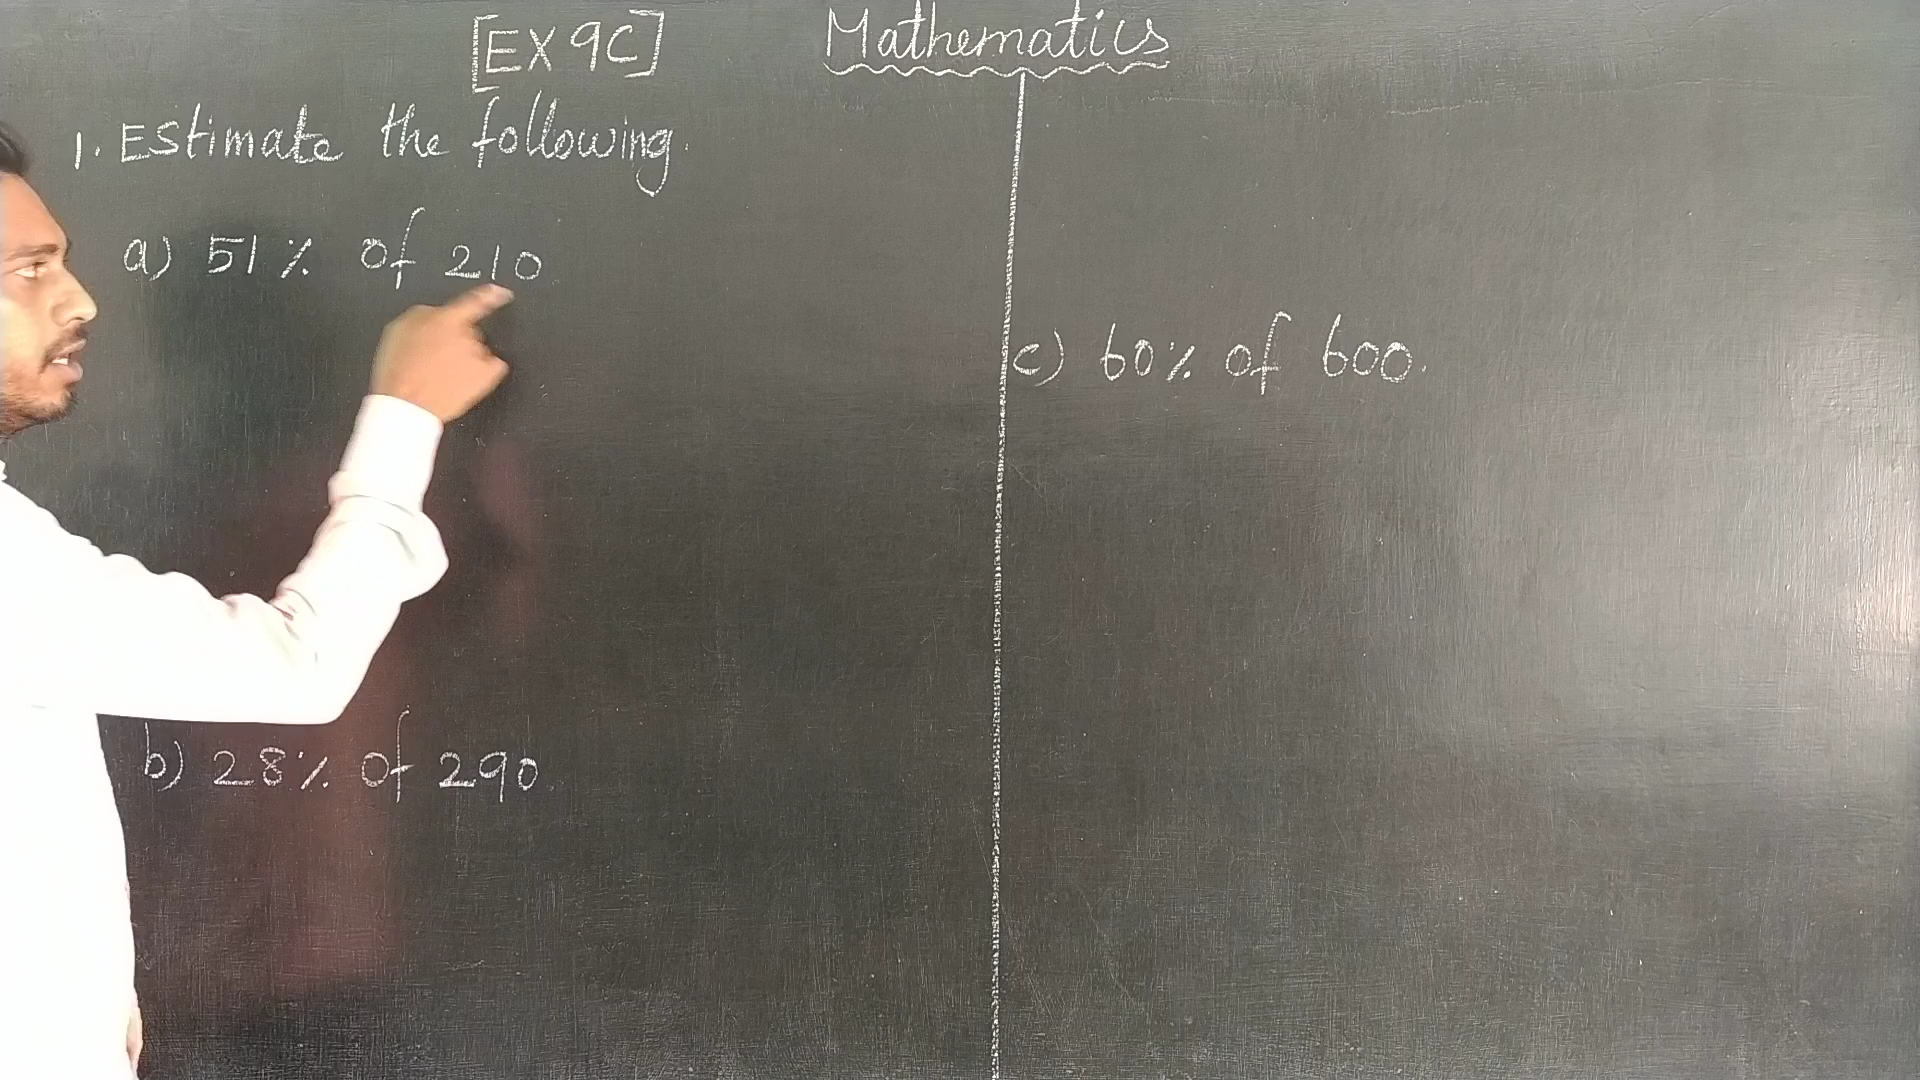 [EX 9C]
Mathematics
1. Estimate the following.
a) 51% of 210
b) 28% of 290.
c) 60% of 600.